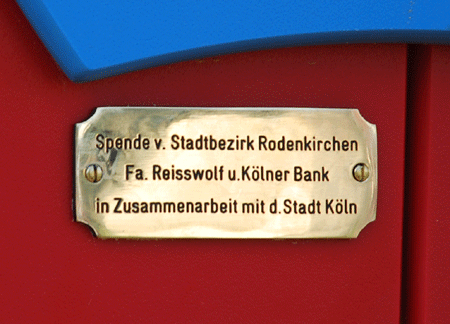 Spende v. Stadtbezirk Rodenkirchen
Fa. Reisswolf u. Kölner Bank
in Zusammenarbeit mit d. Stadt Köln